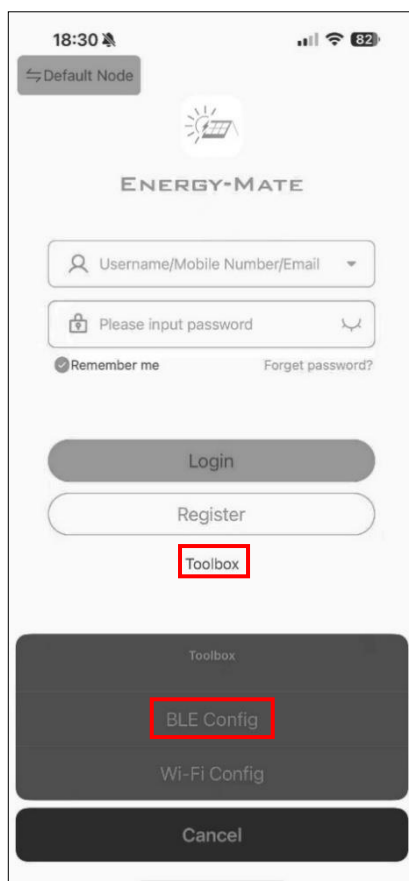 18:30
82
Default Node
ENERGY-MATE
Username/Mobile Number/Email
Please input password
Remember me Forget password?
Login
Register
Toolbox
Toolbox
BLE Config
Wi-Fi Config
Cancel